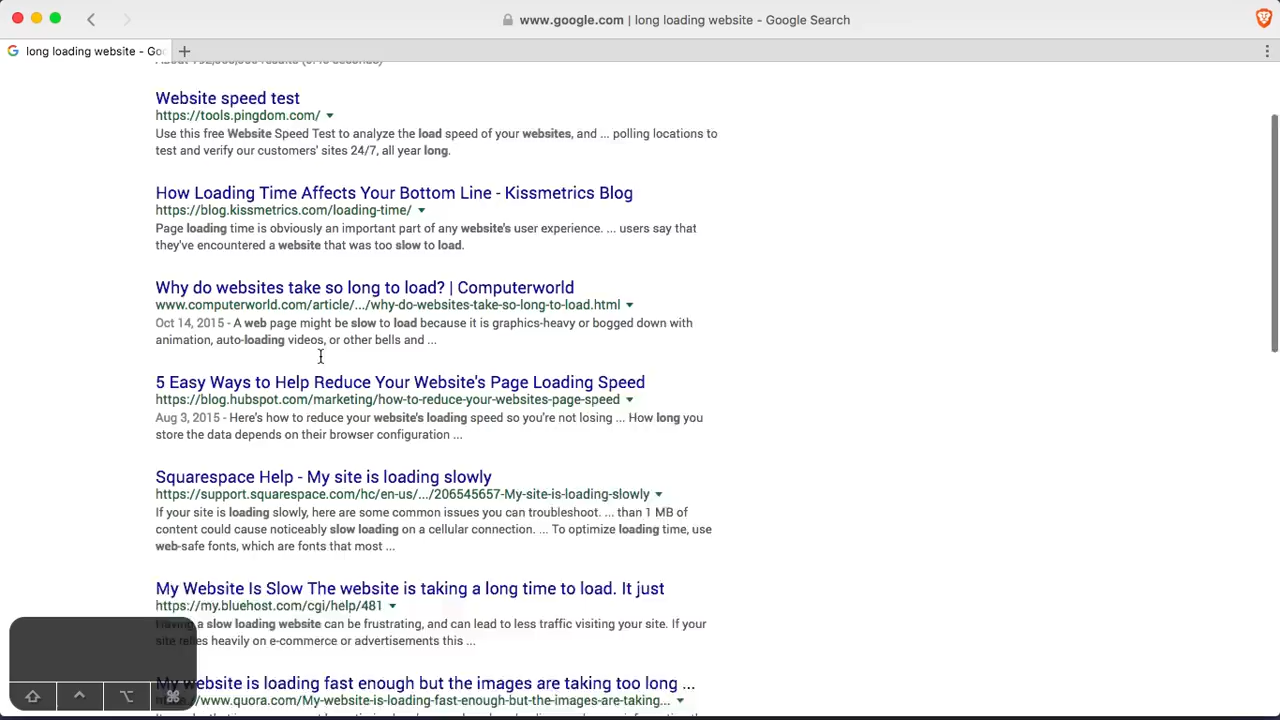 www.google.com | long loading website - Google Search
long loading website - Goo
Website speed test
https://tools.pingdom.com/
Use this free Website Speed Test to analyze the load speed of your websites, and ... polling locations to
test and verify our customers' sites 24/7, all year long.
How Loading Time Affects Your Bottom Line - Kissmetrics Blog
https://blog.kissmetrics.com/loading-time/
Page loading time is obviously an important part of any website's user experience. ... users say that
they've encountered a website that was too slow to load.
Why do websites take so long to load? | Computerworld
www.computerworld.com/article/.../why-do-websites-take-so-long-to-load.html
Oct 14, 2015 - A web page might be slow to load because it is graphics-heavy or bogged down with
animation, auto-loading videos, or other bells and ...
5 Easy Ways to Help Reduce Your Website's Page Loading Speed
https://blog.hubspot.com/marketing/how-to-reduce-your-websites-page-speed
Aug 3, 2015 - Here's how to reduce your website's loading speed so you're not losing ... How long you
store the data depends on their browser configuration ...
Squarespace Help - My site is loading slowly
https://support.squarespace.com/hc/en-us/.../206545657-My-site-is-loading-slowly
If your site is loading slowly, here are some common issues you can troubleshoot. ... than 1 MB of
content could cause noticeably slow loading on a cellular connection. ... To optimize loading time, use
web-safe fonts, which are fonts that most ...
My Website Is Slow The website is taking a long time to load. It just
https://my.bluehost.com/cgi/help/481
Having a slow loading website can be frustrating, and can lead to less traffic visiting your site. If your
site relies heavily on e-commerce or advertisements this ...
My website is loading fast enough but the images are taking too long ...
https://www.quora.com/My-website-is-loading-fast-enough-but-the-images-are-taking...